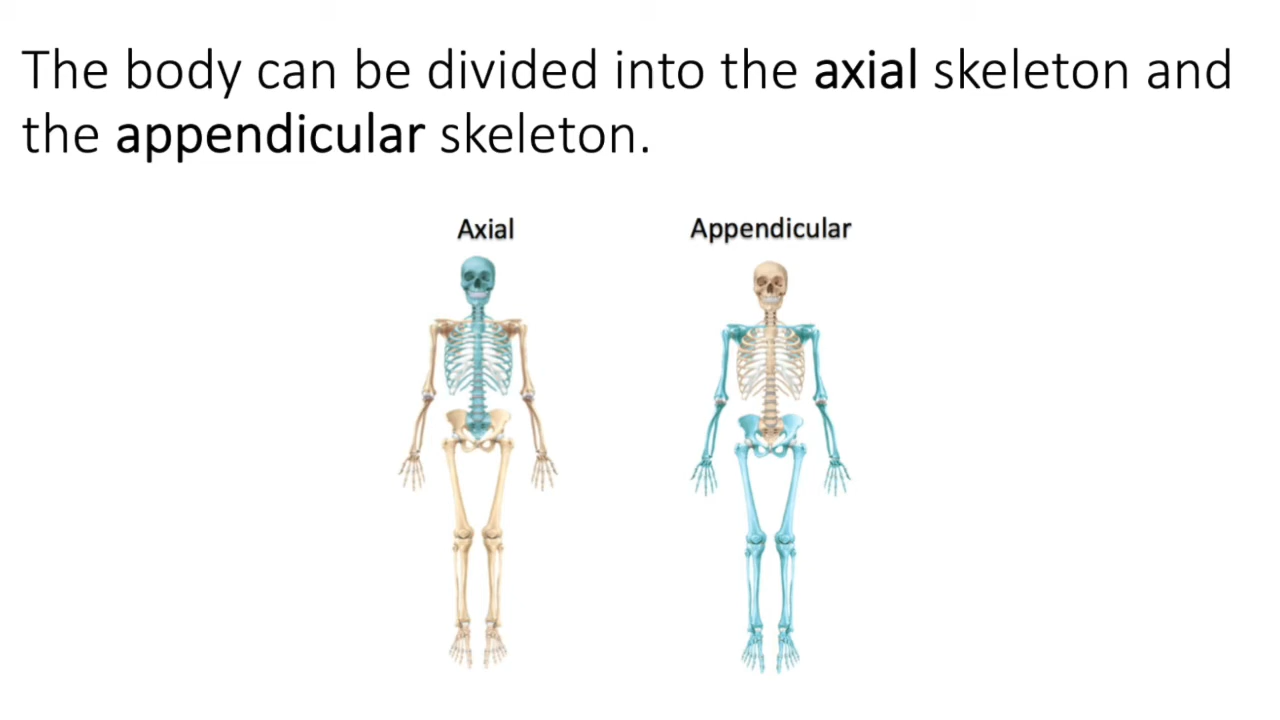 The body can be divided into the axial skeleton and
the appendicular skeleton.
Axial
Appendicular